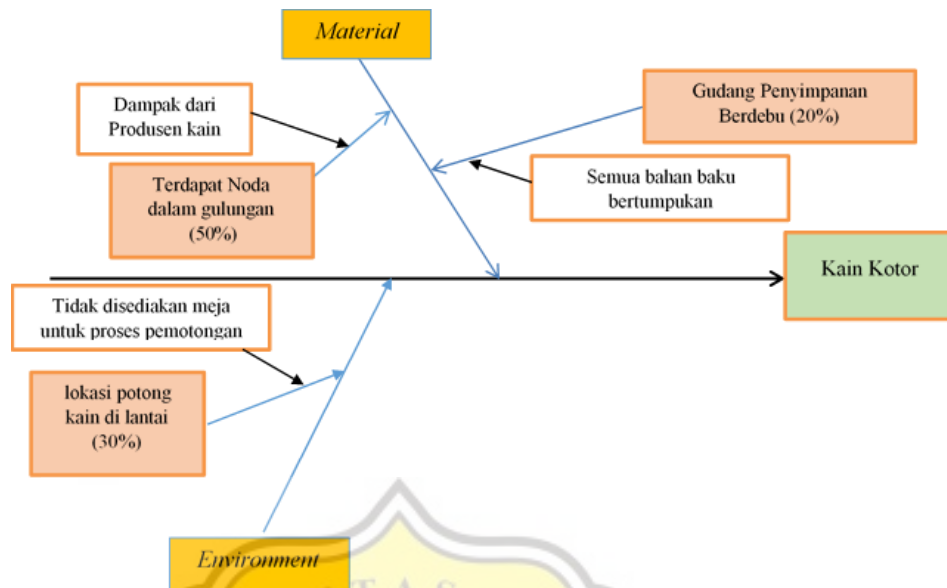 Material
Dampak dari
Produsen kain
Gudang Penyimpanan
Berdebu (20%)
Terdapat Noda
dalam gulungan
(50%)
Semua bahan baku
bertumpukan
Kain Kotor
Tidak disediakan meja
untuk proses pemotongan
lokasi potong
kain di lantai
(30%)
Environment
T A S